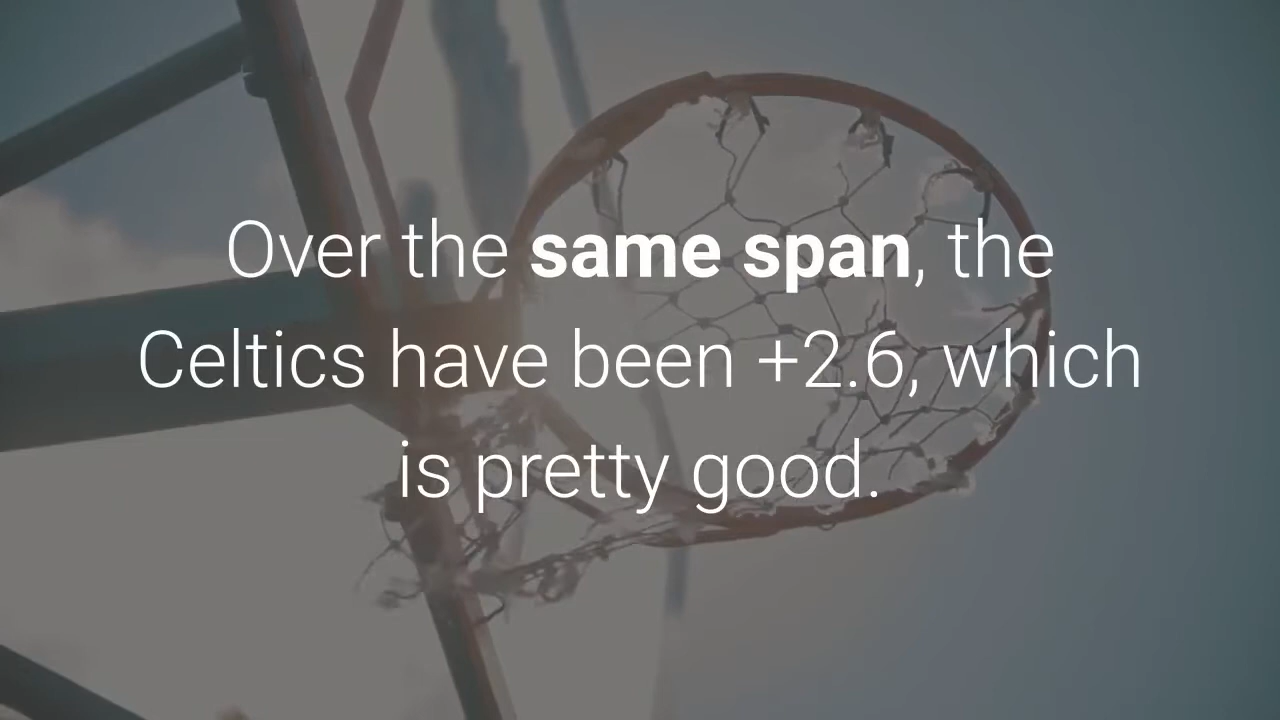 Over the same span, the
Celtics have been +2.6, which
is pretty good.